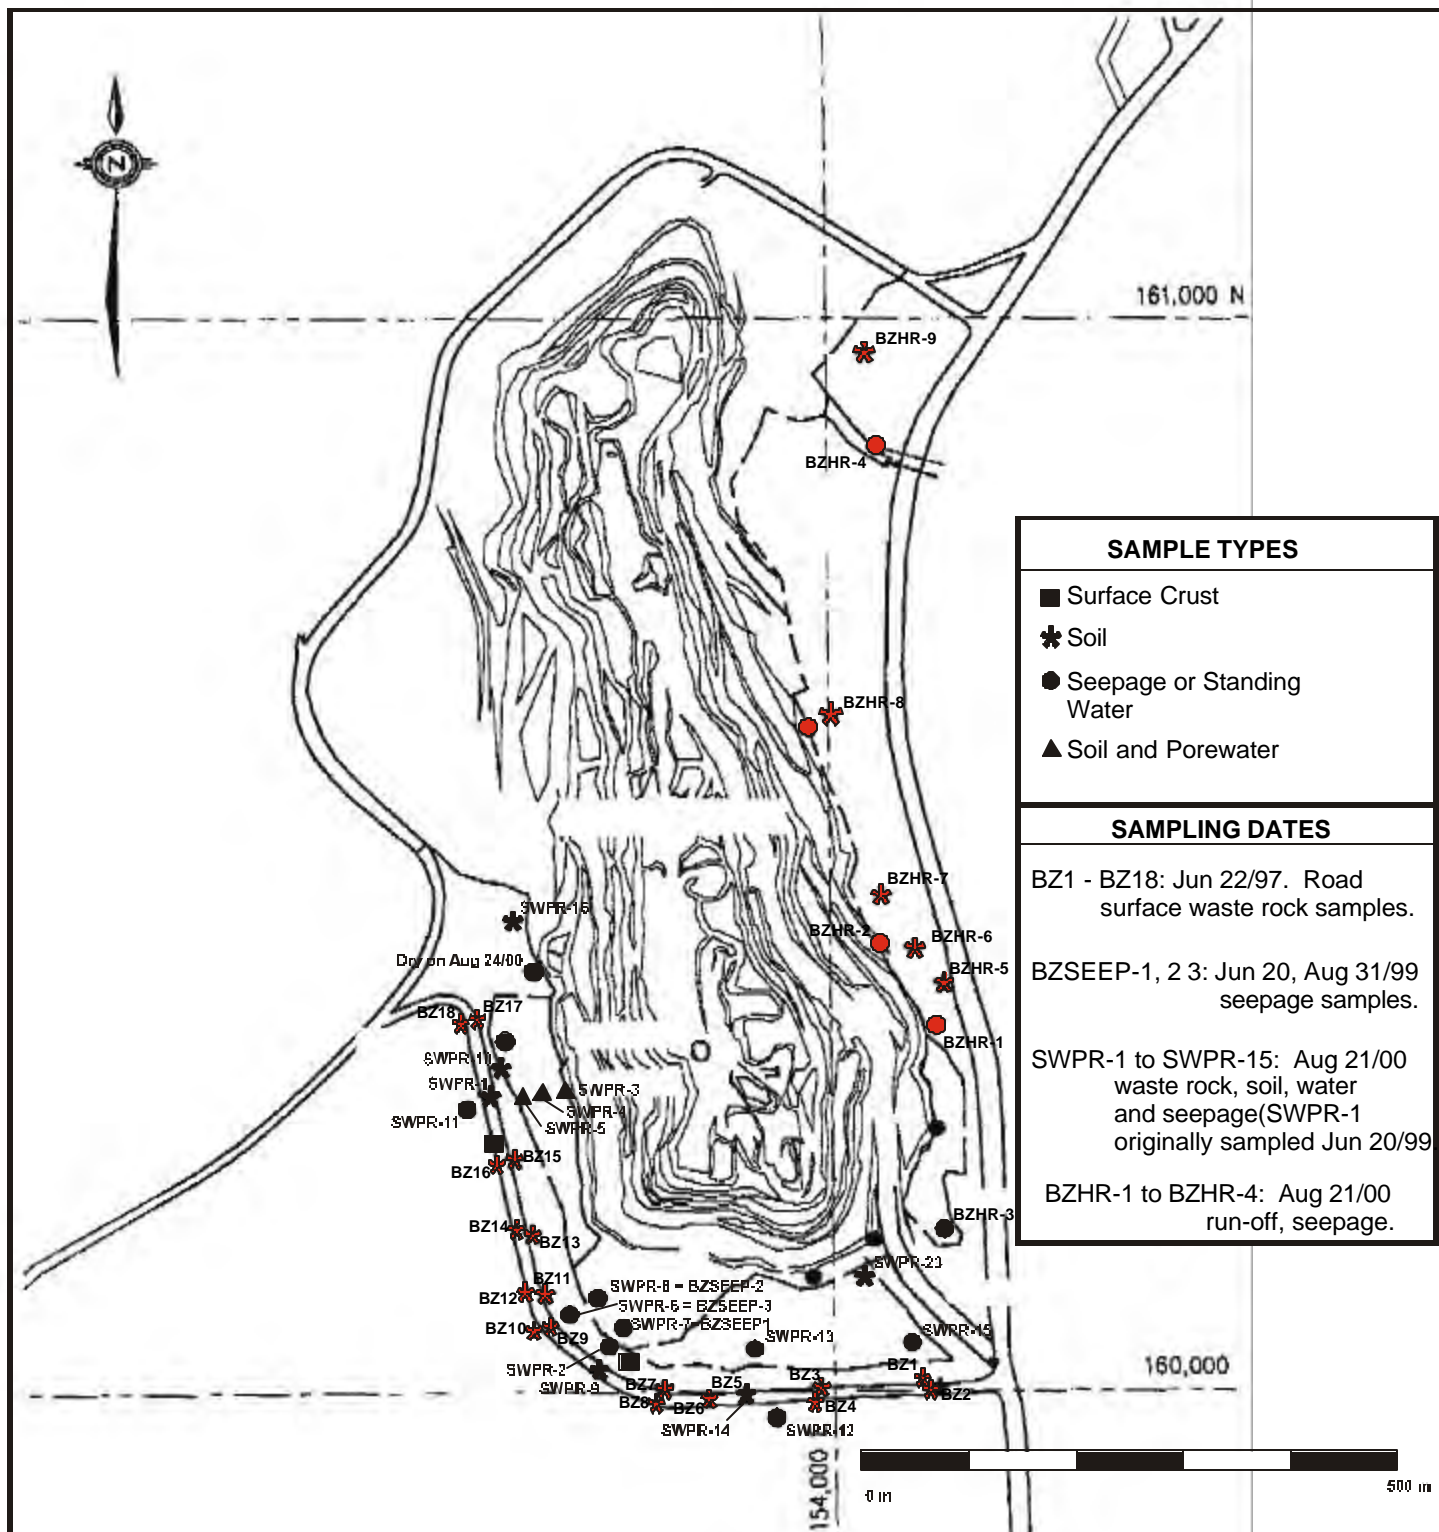 N
161,000 N
BZHR-9
BZHR-4
SAMPLE TYPES
Surface Crust
Soil
Seepage or Standing
Water
Soil and Porewater
BZHR-8
SAMPLING DATES
BZ1 - BZ18: Jun 22/97. Road
surface waste rock samples.
BZSEEP-1, 2 3: Jun 20, Aug 31/99
seepage samples.
SWPR-1 to SWPR-15: Aug 21/00
waste rock, soil, water
and seepage(SWPR-1
originally sampled Jun 20/99
BZHR-1 to BZHR-4: Aug 21/00
run-off, seepage.
BZHR-7
BZHR-2
BZHR-6
BZHR-5
BZHR-1
BZHR-3
Dry on Aug 24/00
BZ18
BZ17
SWPR-1
SWPR-3
SWPR-4
SWPR-5
SWPR-11
BZ15
BZ16
BZ14
BZ13
BZ11
BZ12
BZ10
BZ9
SWPR-8 = BZSEEP-2
SWPR-6 = BZSEEP-3
SWPR-7 = BZSEEP1
SWPR-2
SWPR-9
SWPR-13
SWPR-15
SWPR-23
BZ7
BZ8
BZ6
BZ5
BZ3
BZ4
BZ1
BZ2
SWPR-14
SWPR-12
160,000
154,000
0 m
500 m